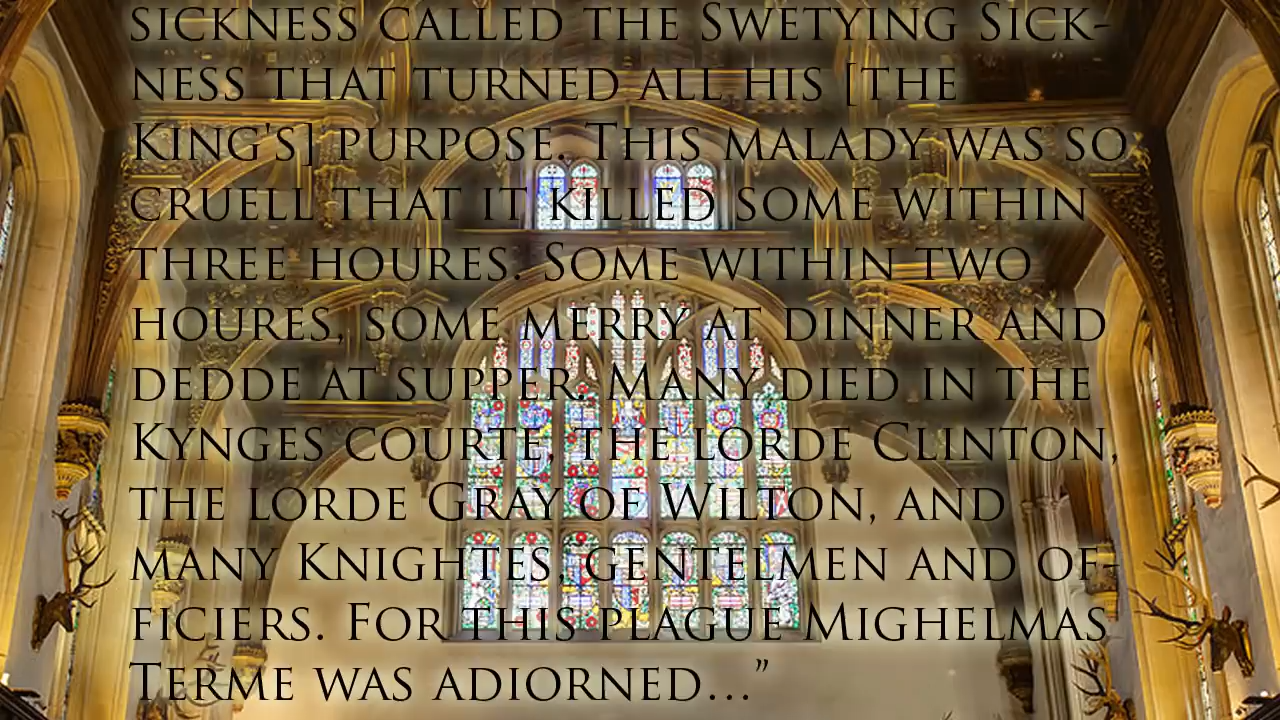 SICKNESS CALLED THE SWETYING SICK-
NESS THAT TURNED ALL HIS [THE
KING'S] PURPOSE. THIS MALADY WAS SO
CRUELL THAT IT KILLED SOME WITHIN
THREE HOURES. SOME WITHIN TWO
HOURES, SOME MERRY AT DINNER AND
DEDDE AT SUPPER. MANY DIED IN THE
KYNGES COURTE, THE LORDE CLINTON,
THE LORDE GRAY OF WILTON, AND
MANY KNIGHTES, GENTELMEN AND OF-
FICIERS. FOR THIS PLAGUE MIGHELMAS
TERME WAS ADIORNED…”